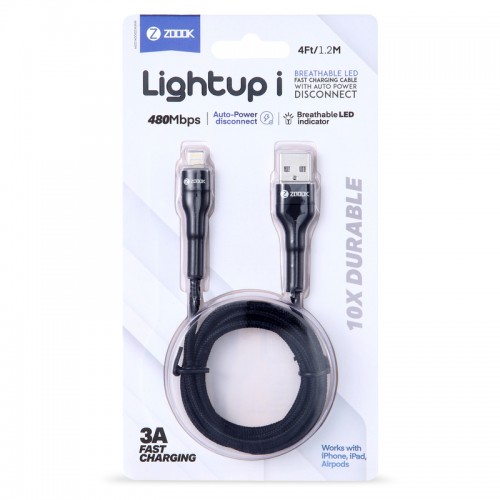 Z ZOOOK
4Ft/1.2M
Lightup i
BREATHABLE LED
FAST CHARGING CABLE
WITH AUTO POWER
DISCONNECT
480Mbps
Auto-Power
disconnect
Breathable LED
indicator
Z ZOOOK
Z ZOOOK
10X DURABLE
3A
FAST
CHARGING
Works with
iPhone, iPad,
Airpods